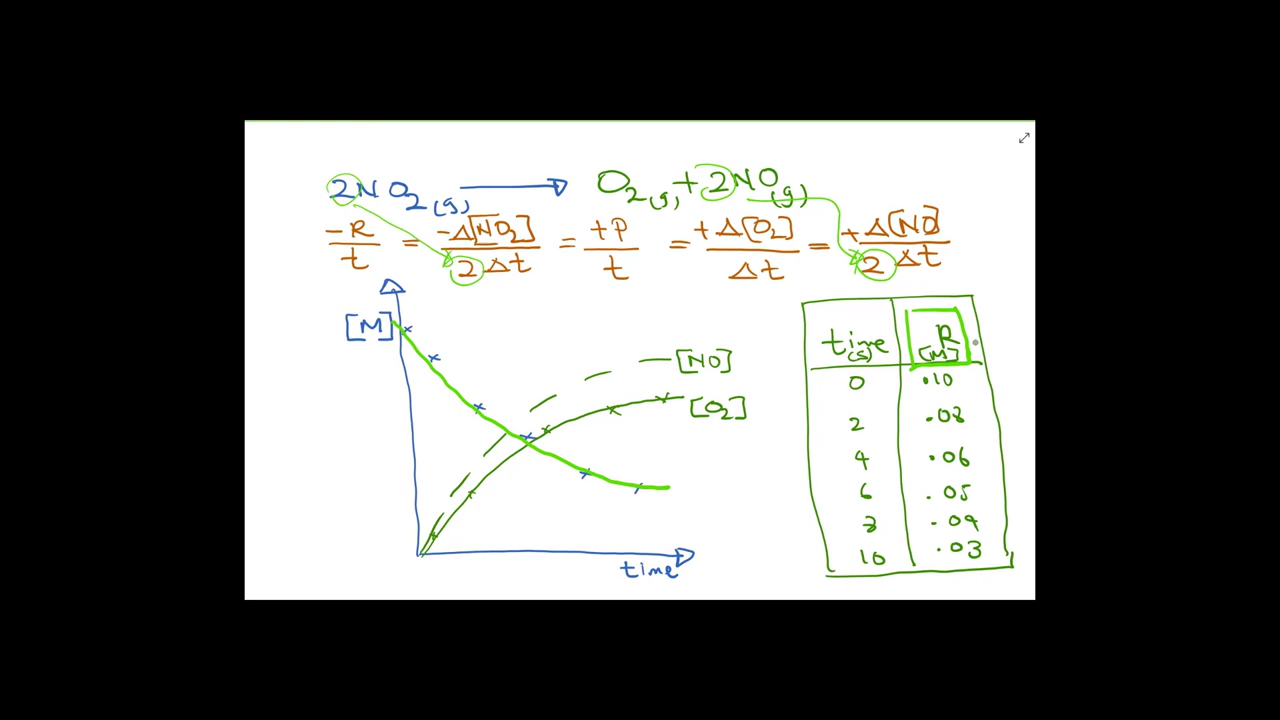 2NO2(g) → O2(g) + 2NO(g)
-R/t = -Δ[NO2]/2Δt = +P/t = +Δ[O2]/Δt = +Δ[NO]/2Δt
[M]
[NO]
[O2]
time
time(s) R[M]
0 .10
2 .08
4 .06
6 .05
8 .04
10 .03